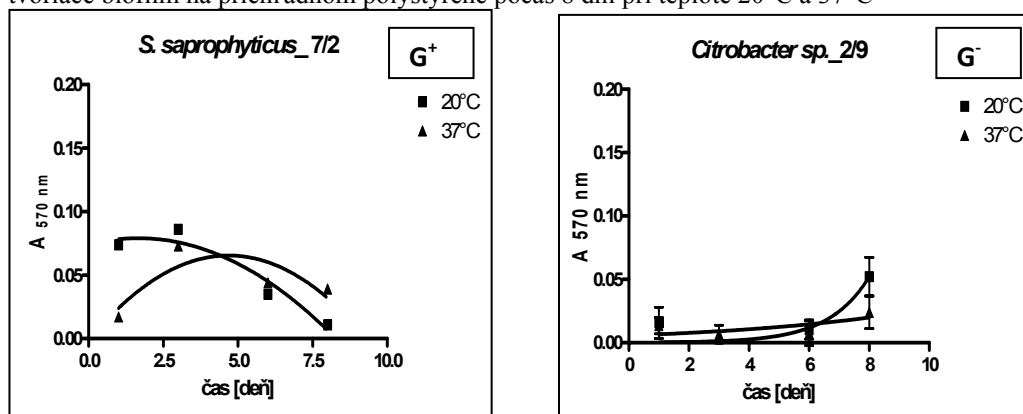 tvoriace biofilm na priehradnom polystyréne počas 8 dní pri teplote 20°C a 37°C
S. saprophyticus_7/2
G+
20°C
37°C
0.20
0.15
0.10
0.05
0.00
A 570 nm
0.0 2.5 5.0 7.5 10.0
čas [deň]
Citrobacter sp._2/9
G-
20°C
37°C
0.20
0.15
0.10
0.05
0.00
A 570 nm
0 2 4 6 8 10
čas [deň]